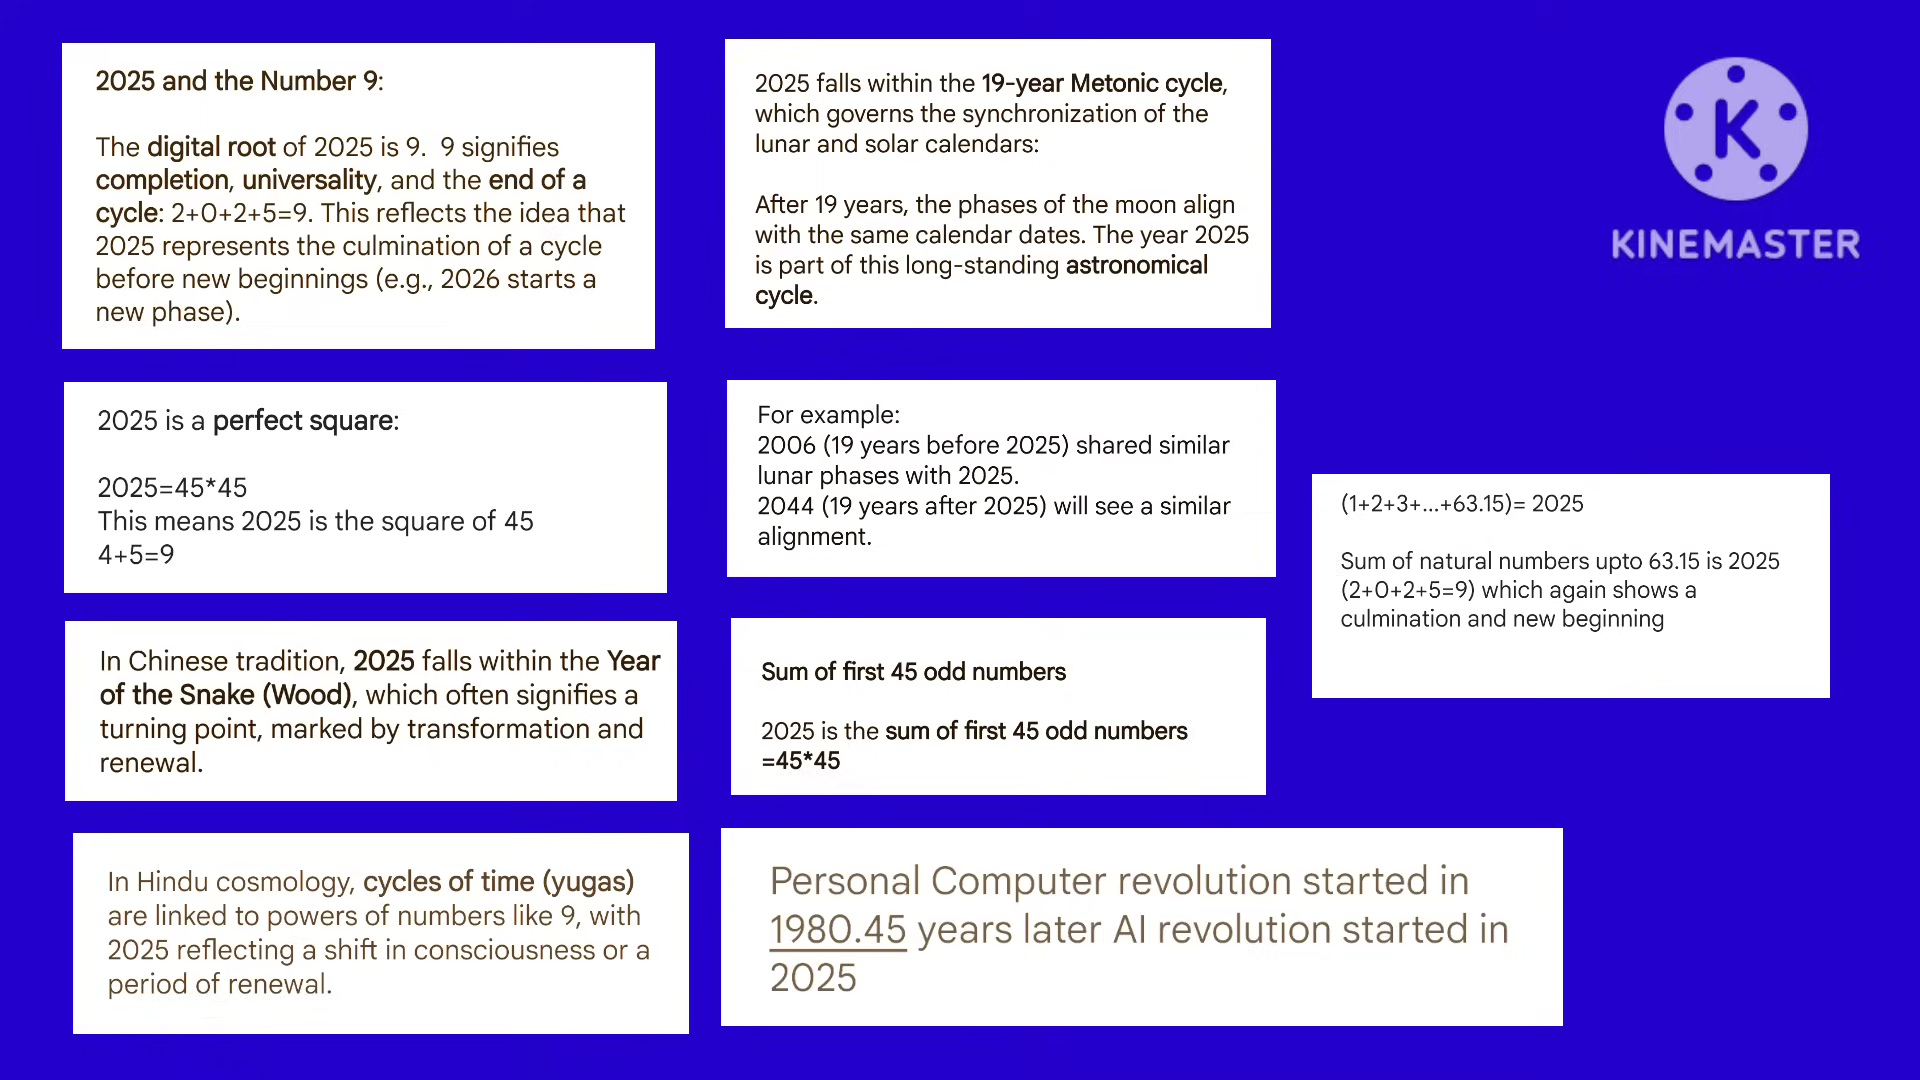 2025 and the Number 9:
The digital root of 2025 is 9.  9 signifies
completion, universality, and the end of a
cycle: 2+0+2+5=9. This reflects the idea that
2025 represents the culmination of a cycle
before new beginnings (e.g., 2026 starts a
new phase).
2025 is a perfect square:
2025=45*45
This means 2025 is the square of 45
4+5=9
In Chinese tradition, 2025 falls within the Year
of the Snake (Wood), which often signifies a
turning point, marked by transformation and
renewal.
In Hindu cosmology, cycles of time (yugas)
are linked to powers of numbers like 9, with
2025 reflecting a shift in consciousness or a
period of renewal.
2025 falls within the 19-year Metonic cycle,
which governs the synchronization of the
lunar and solar calendars:
After 19 years, the phases of the moon align
with the same calendar dates. The year 2025
is part of this long-standing astronomical
cycle.
For example:
2006 (19 years before 2025) shared similar
lunar phases with 2025.
2044 (19 years after 2025) will see a similar
alignment.
Sum of first 45 odd numbers
2025 is the sum of first 45 odd numbers
=45*45
Personal Computer revolution started in
1980.45 years later AI revolution started in
2025
K
KINEMASTER
(1+2+3+...+63.15)= 2025
Sum of natural numbers upto 63.15 is 2025
(2+0+2+5=9) which again shows a
culmination and new beginning